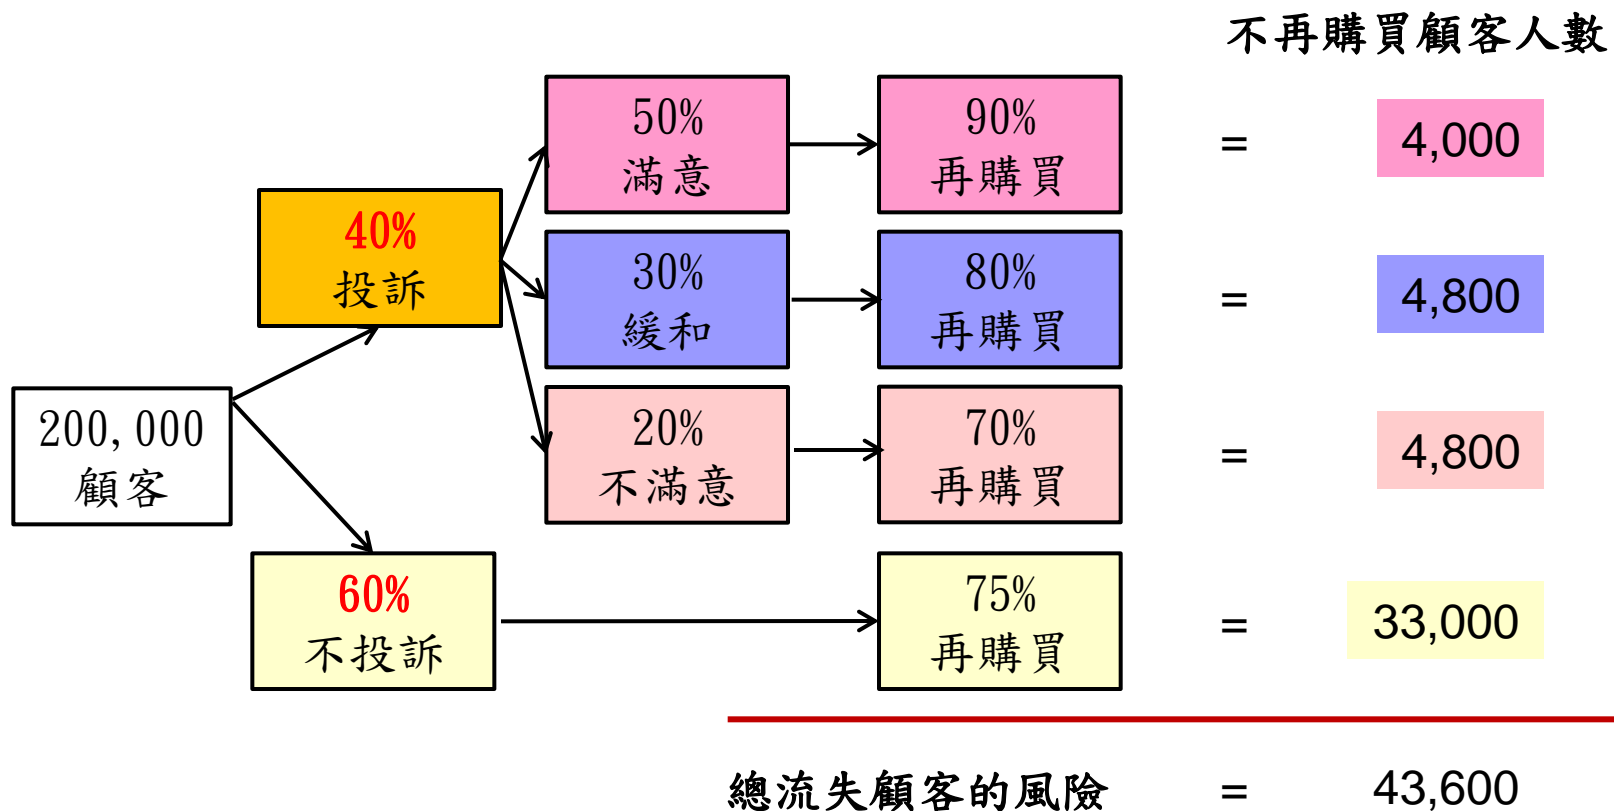 不再購買顧客人數
50%
滿意
90%
再購買
=
4,000
40%
投訴
30%
緩和
80%
再購買
=
4,800
200,000
顧客
20%
不滿意
70%
再購買
=
4,800
60%
不投訴
75%
再購買
=
33,000
總流失顧客的風險
=
43,600